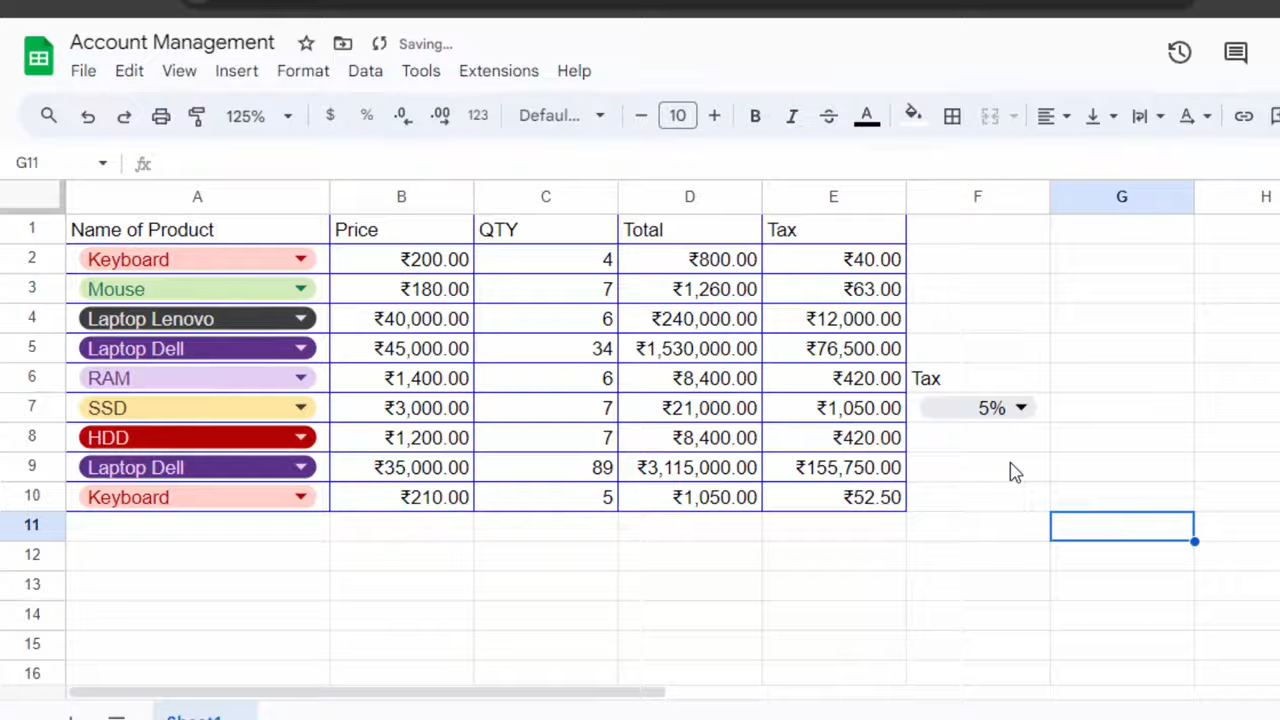 Account Management Saving...
File Edit View Insert Format Data Tools Extensions Help
125% $ % .0 .00 123 Defaul... 10 B I A A
G11 fx
A B C D E F G H
1 Name of Product Price QTY Total Tax
2 Keyboard ₹200.00 4 ₹800.00 ₹40.00
3 Mouse ₹180.00 7 ₹1,260.00 ₹63.00
4 Laptop Lenovo ₹40,000.00 6 ₹240,000.00 ₹12,000.00
5 Laptop Dell ₹45,000.00 34 ₹1,530,000.00 ₹76,500.00
6 RAM ₹1,400.00 6 ₹8,400.00 ₹420.00 Tax
7 SSD ₹3,000.00 7 ₹21,000.00 ₹1,050.00 5%
8 HDD ₹1,200.00 7 ₹8,400.00 ₹420.00
9 Laptop Dell ₹35,000.00 89 ₹3,115,000.00 ₹155,750.00
10 Keyboard ₹210.00 5 ₹1,050.00 ₹52.50
11
12
13
14
15
16
Sheet1